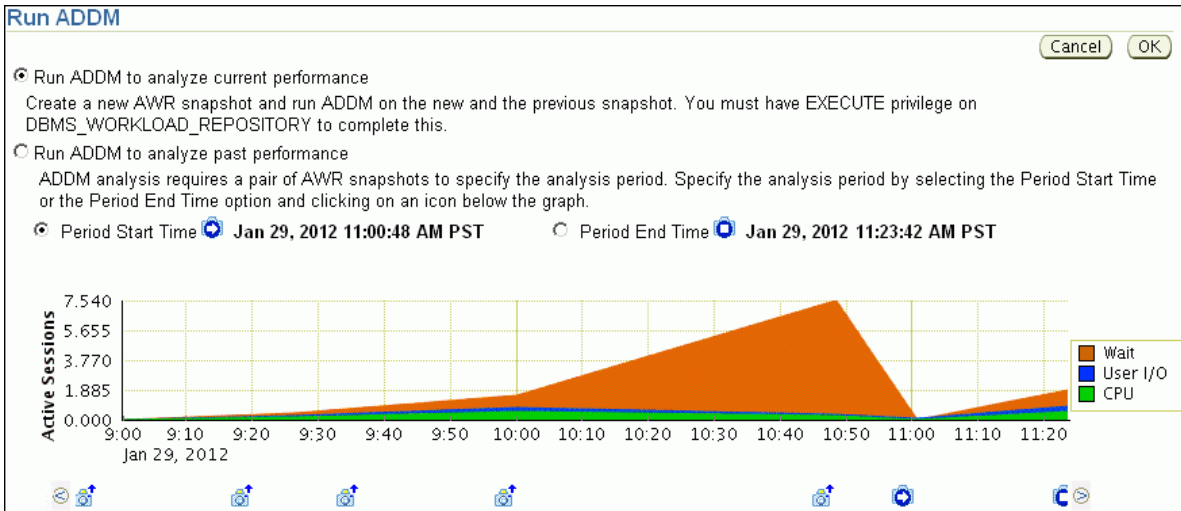 Run ADDM
Cancel OK
Run ADDM to analyze current performance
Create a new AWR snapshot and run ADDM on the new and the previous snapshot. You must have EXECUTE privilege on
DBMS_WORKLOAD_REPOSITORY to complete this.
Run ADDM to analyze past performance
ADDM analysis requires a pair of AWR snapshots to specify the analysis period. Specify the analysis period by selecting the Period Start Time
or the Period End Time option and clicking on an icon below the graph.
Period Start Time Jan 29, 2012 11:00:48 AM PST Period End Time Jan 29, 2012 11:23:42 AM PST
Active Sessions
7.540
5.655
3.770
1.885
0.000
9:00 9:10 9:20 9:30 9:40 9:50 10:00 10:10 10:20 10:30 10:40 10:50 11:00 11:10 11:20
Jan 29, 2012
Wait
User I/O
CPU